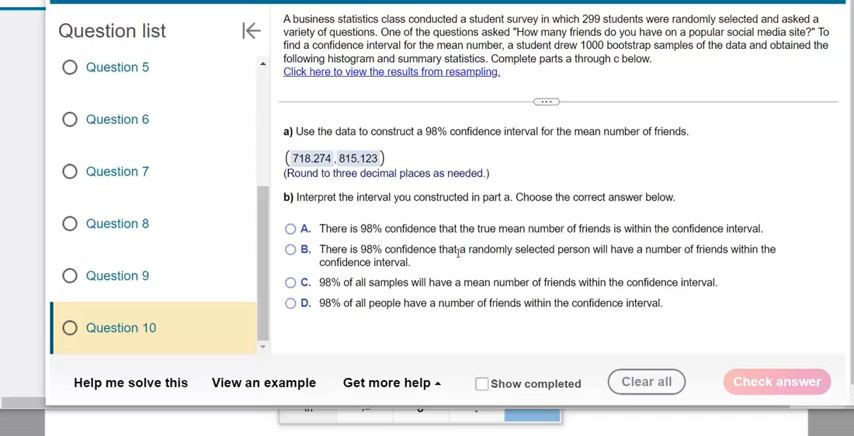 Question list
Question 5
Question 6
Question 7
Question 8
Question 9
Question 10
A business statistics class conducted a student survey in which 299 students were randomly selected and asked a
variety of questions. One of the questions asked "How many friends do you have on a popular social media site?" To
find a confidence interval for the mean number, a student drew 1000 bootstrap samples of the data and obtained the
following histogram and summary statistics. Complete parts a through c below.
Click here to view the results from resampling.
a) Use the data to construct a 98% confidence interval for the mean number of friends.
(718.274, 815.123)
(Round to three decimal places as needed.)
b) Interpret the interval you constructed in part a. Choose the correct answer below.
A. There is 98% confidence that the true mean number of friends is within the confidence interval.
B. There is 98% confidence that a randomly selected person will have a number of friends within the
confidence interval.
C. 98% of all samples will have a mean number of friends within the confidence interval.
D. 98% of all people have a number of friends within the confidence interval.
Help me solve this View an example Get more help Show completed Clear all Check answer